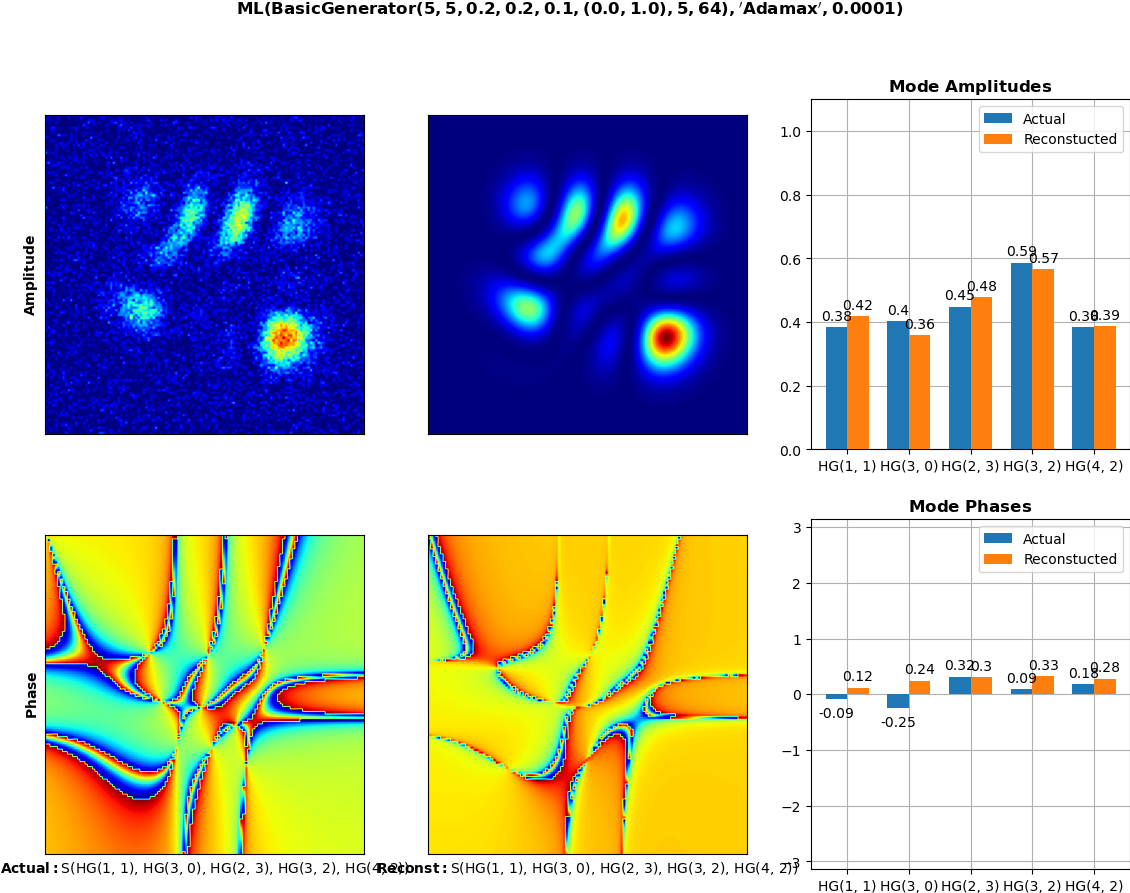 ML(BasicGenerator(5, 5, 0.2, 0.2, 0.1, (0.0, 1.0), 5, 64), 'Adamax', 0.0001)
Mode Amplitudes
Actual
Reconstucted
Amplitude
1.0
0.8
0.6
0.4
0.2
0.0
0.38
0.42
0.4
0.36
0.45
0.48
0.59
0.57
0.38
0.39
HG(1, 1)
HG(3, 0)
HG(2, 3)
HG(3, 2)
HG(4, 2)
Mode Phases
Actual
Reconstucted
Phase
3
2
1
0
−1
−2
−3
-0.09
0.12
-0.25
0.24
0.32
0.3
0.09
0.33
0.18
0.28
HG(1, 1)
HG(3, 0)
HG(2, 3)
HG(3, 2)
HG(4, 2)
Actual: S(HG(1, 1), HG(3, 0), HG(2, 3), HG(3, 2), HG(4, 2))
Reconst: S(HG(1, 1), HG(3, 0), HG(2, 3), HG(3, 2), HG(4, 2))